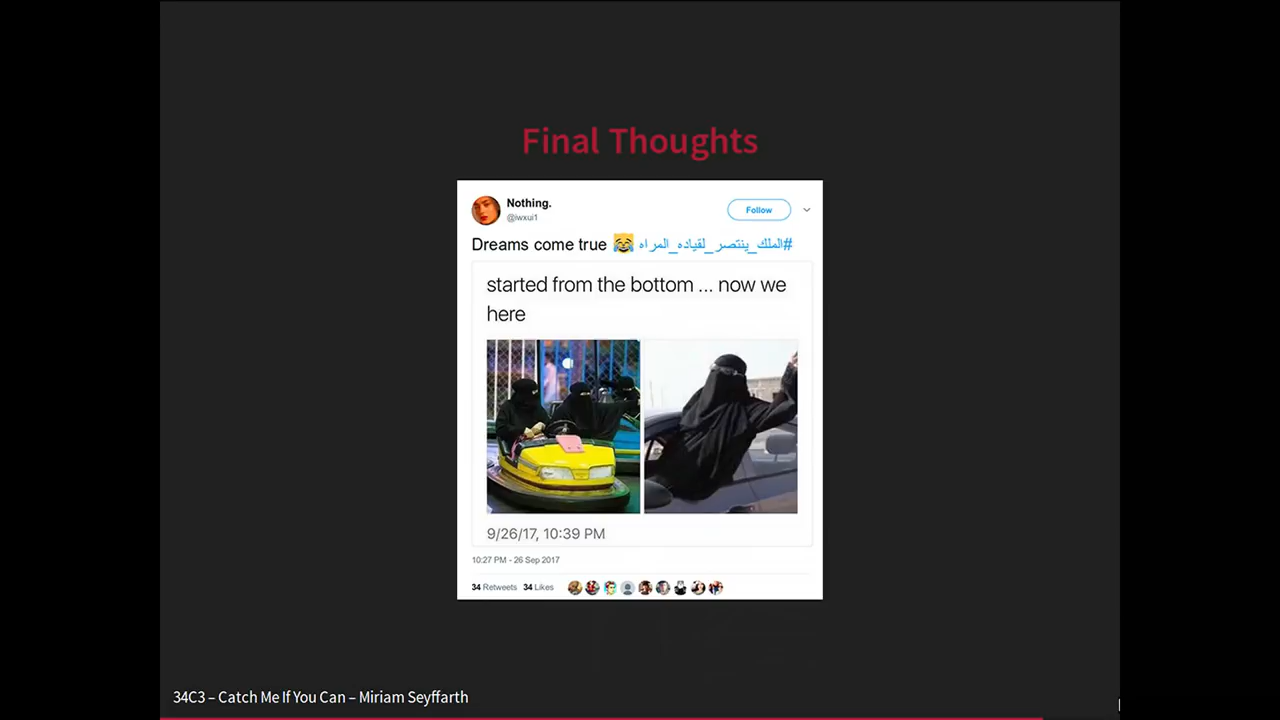 Final Thoughts
Nothing.
@iwxui1
Follow
Dreams come true 😹 #الملك_ينتصر_لقياده_المراه
started from the bottom ... now we
here
9/26/17, 10:39 PM
10:27 PM - 26 Sep 2017
34 Retweets 34 Likes
34C3 – Catch Me If You Can – Miriam Seyffarth